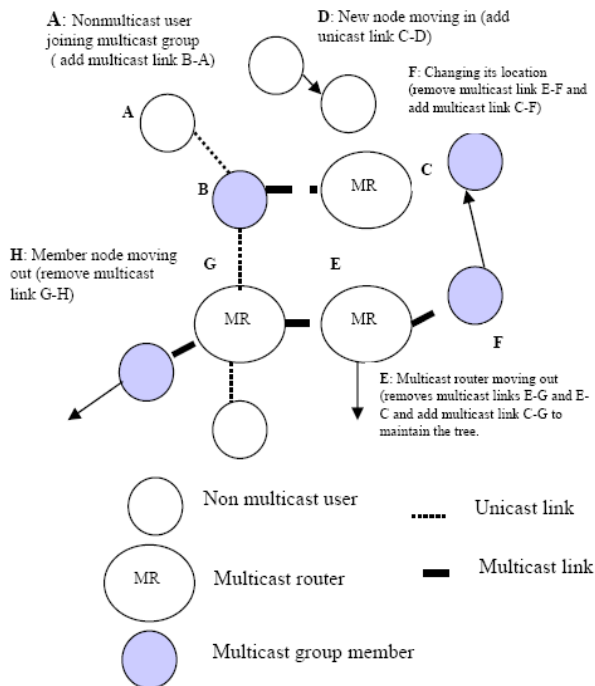 A: Nonmulticast user
joining multicast group
( add multicast link B-A)
D: New node moving in (add
unicast link C-D)
F: Changing its location
(remove multicast link E-F and
add multicast link C-F)
A
B
MR
C
H: Member node moving
out (remove multicast
link G-H)
G
E
MR
MR
F
E: Multicast router moving out
(removes multicast links E-G and E-
C and add multicast link C-G to
maintain the tree.
Non multicast user
Unicast link
MR
Multicast router
Multicast link
Multicast group member